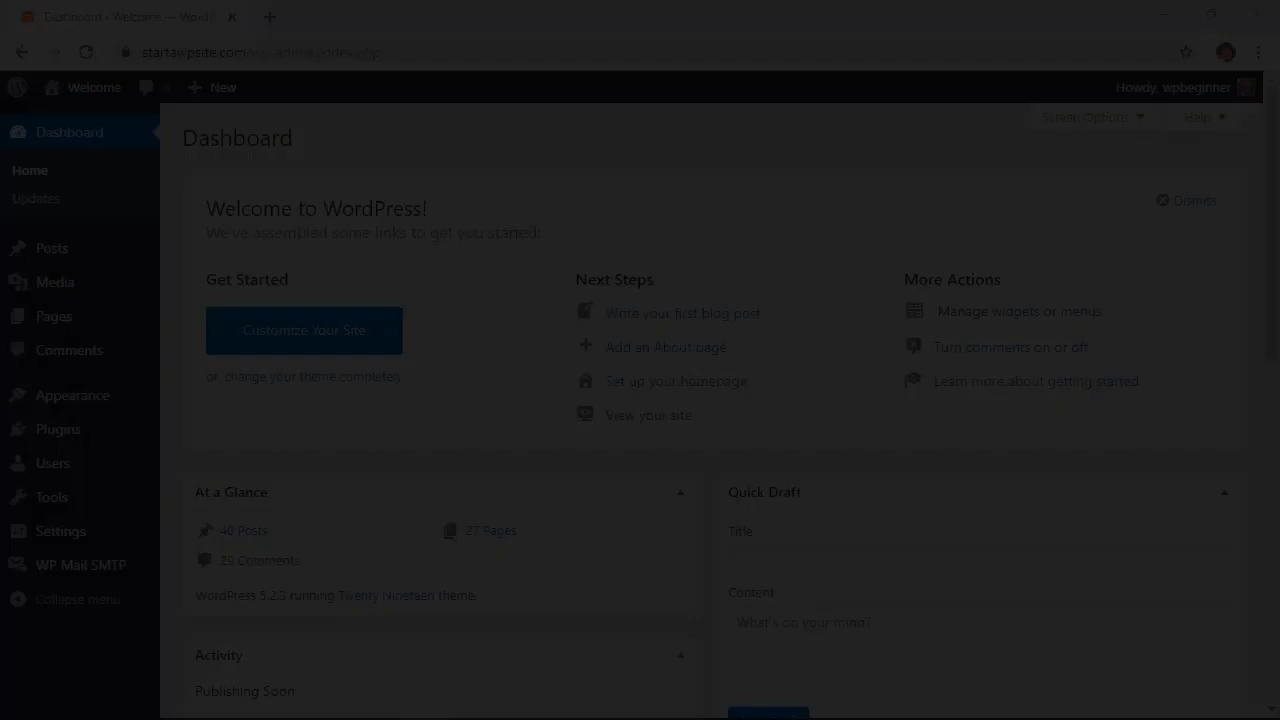 Dashboard ‹ Welcome — Word
startawpsite.com/wp-admin/index.php
Welcome
New
Howdy, wpbeginner
Dashboard
Home
Updates
Posts
Media
Pages
Comments
Appearance
Plugins
Users
Tools
Settings
WP Mail SMTP
Collapse menu
Screen Options
Help
Dashboard
Welcome to WordPress!
We've assembled some links to get you started:
Dismiss
Get Started
Customize Your Site
or, change your theme completely
Next Steps
Write your first blog post
Add an About page
Set up your homepage
View your site
More Actions
Manage widgets or menus
Turn comments on or off
Learn more about getting started
At a Glance
40 Posts
27 Pages
29 Comments
WordPress 5.2.3 running Twenty Nineteen theme.
Activity
Publishing Soon
Quick Draft
Title
Content
What's on your mind?